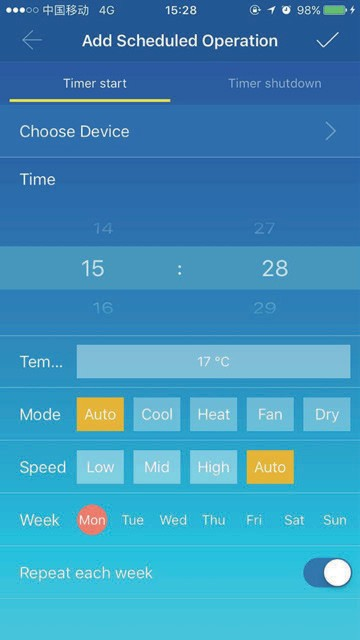 中国移动 4G 15:28 98%
Add Scheduled Operation
Timer start Timer shutdown
Choose Device
Time
14 27
15 : 28
16 29
Tem... 17 °C
Mode Auto Cool Heat Fan Dry
Speed Low Mid High Auto
Week Mon Tue Wed Thu Fri Sat Sun
Repeat each week